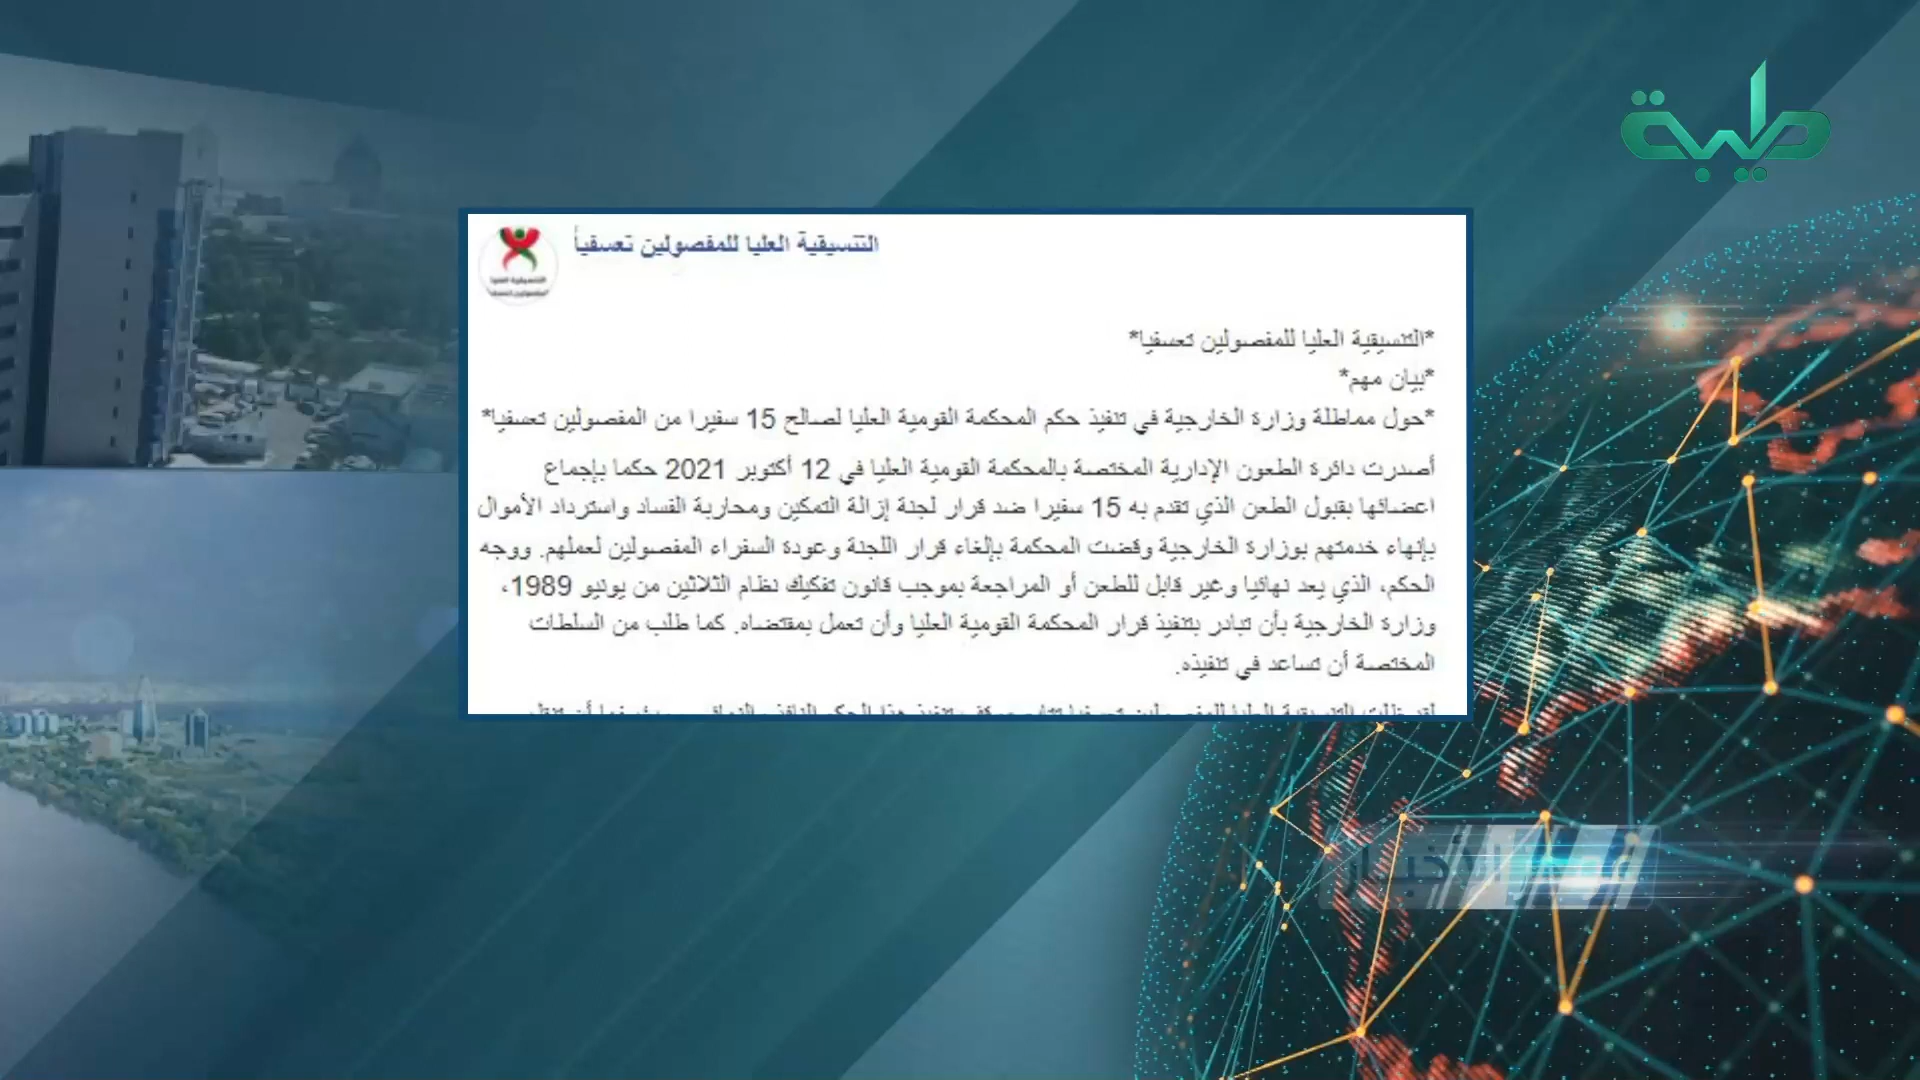 طيبة
التنسيقية العليا للمفصولين تعسفياً
التنسيقية العليا
للمفصولين تعسفيا
*التنسيقية العليا للمفصولين تعسفيا*
*بيان مهم*
*حول مماطلة وزارة الخارجية في تنفيذ حكم المحكمة القومية العليا لصالح 15 سفيرا من المفصولين تعسفيا*
أصدرت دائرة الطعون الإدارية المختصة بالمحكمة القومية العليا في 12 أكتوبر 2021 حكما بإجماع
اعضائها بقبول الطعن الذي تقدم به 15 سفيرا ضد قرار لجنة إزالة التمكين ومحاربة الفساد واسترداد الأموال
بإنهاء خدمتهم بوزارة الخارجية وقضت المحكمة بإلغاء قرار اللجنة وعودة السفراء المفصولين لعملهم. ووجه
الحكم، الذي يعد نهائيا وغير قابل للطعن أو المراجعة بموجب قانون تفكيك نظام الثلاثين من يونيو 1989،
وزارة الخارجية بأن تبادر بتنفيذ قرار المحكمة القومية العليا وأن تعمل بمقتضاه. كما طلب من السلطات
المختصة أن تساعد في تنفيذه.